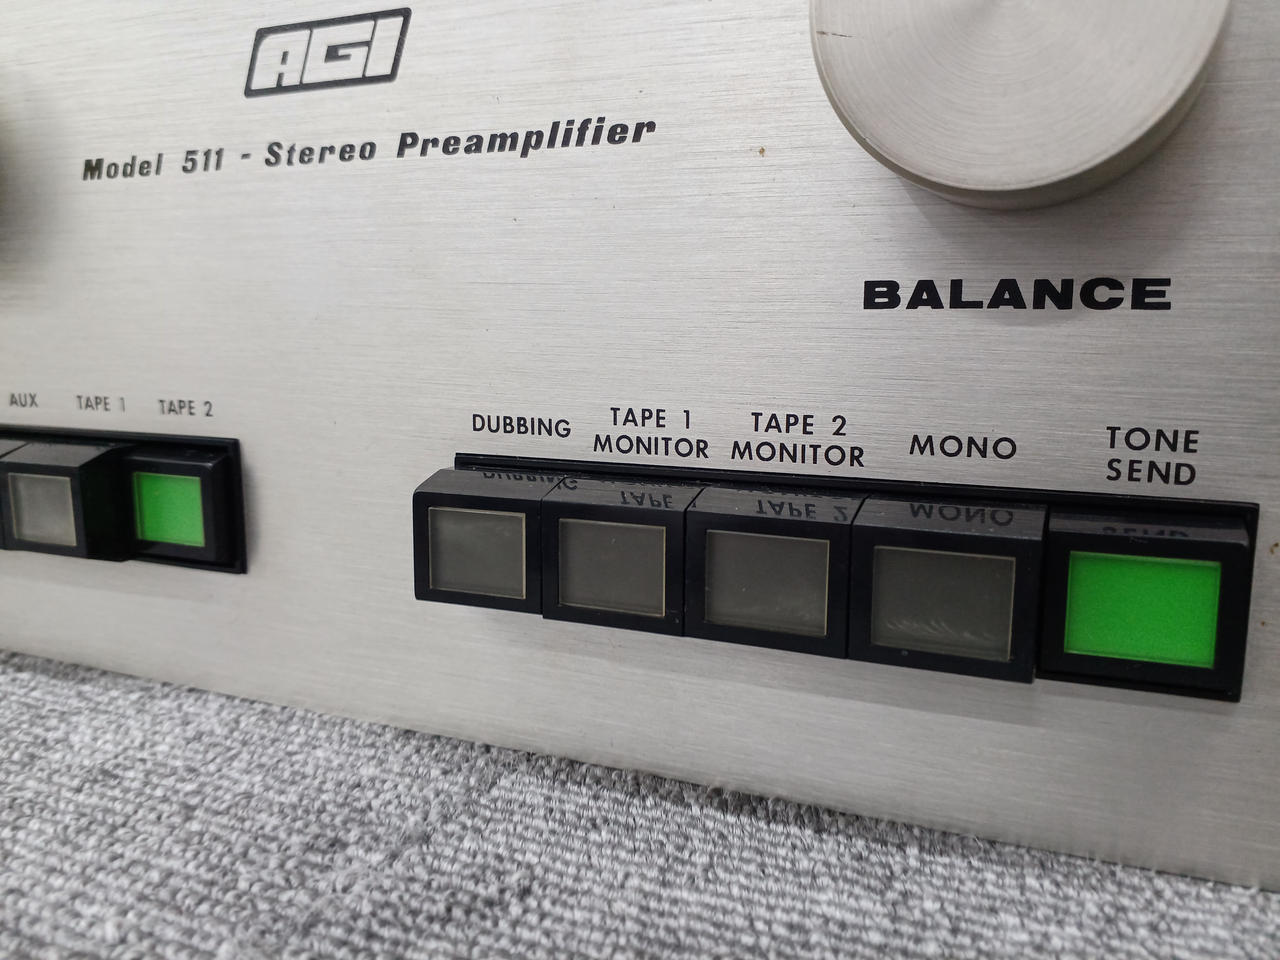 AGI
Model 511 - Stereo Preamplifier
BALANCE
AUX TAPE 1 TAPE 2
DUBBING
TAPE 1
MONITOR
TAPE 2
MONITOR
MONO
TONE
SEND